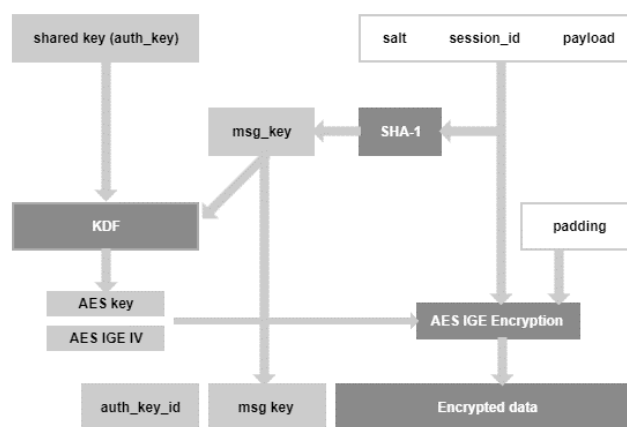 shared key (auth_key)
salt session_id payload
msg_key
SHA-1
KDF
padding
AES key
AES IGE IV
AES IGE Encryption
auth_key_id
msg key
Encrypted data